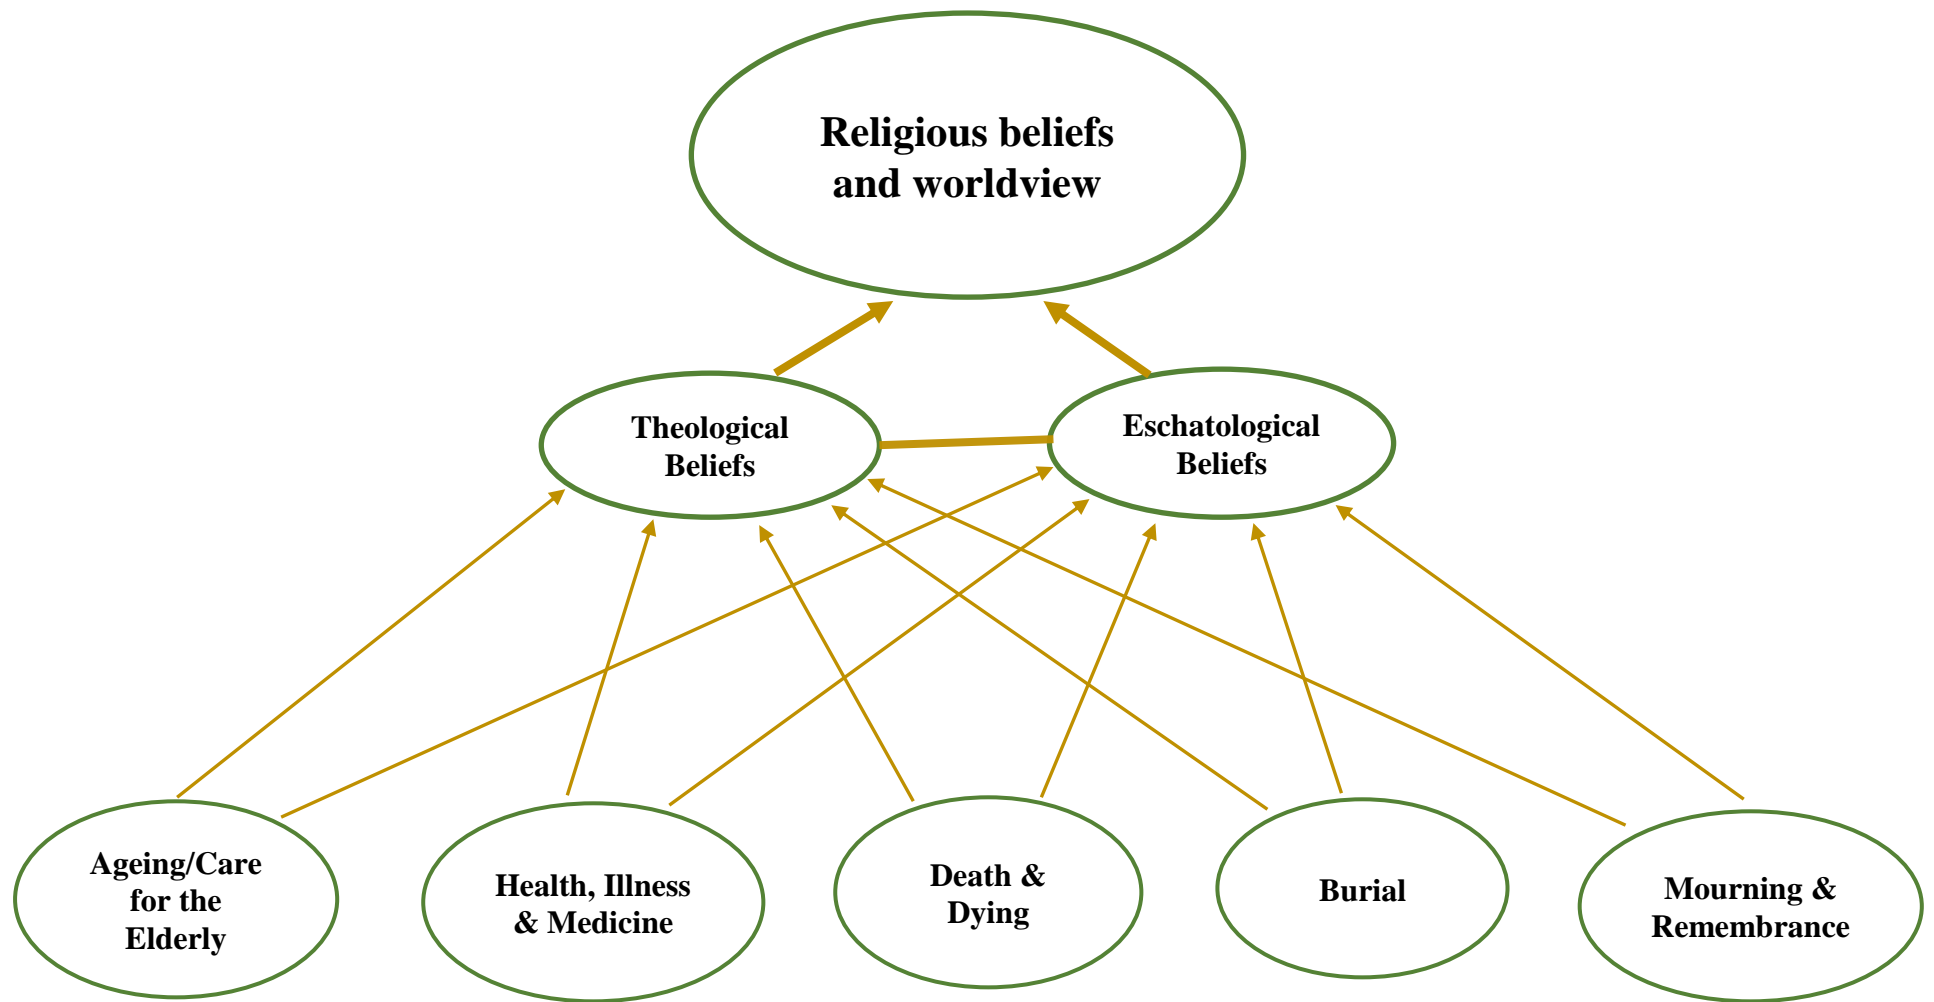 Religious beliefs
and worldview
Theological
Beliefs
Eschatological
Beliefs
Ageing/Care
for the
Elderly
Health, Illness
& Medicine
Death &
Dying
Burial
Mourning &
Remembrance